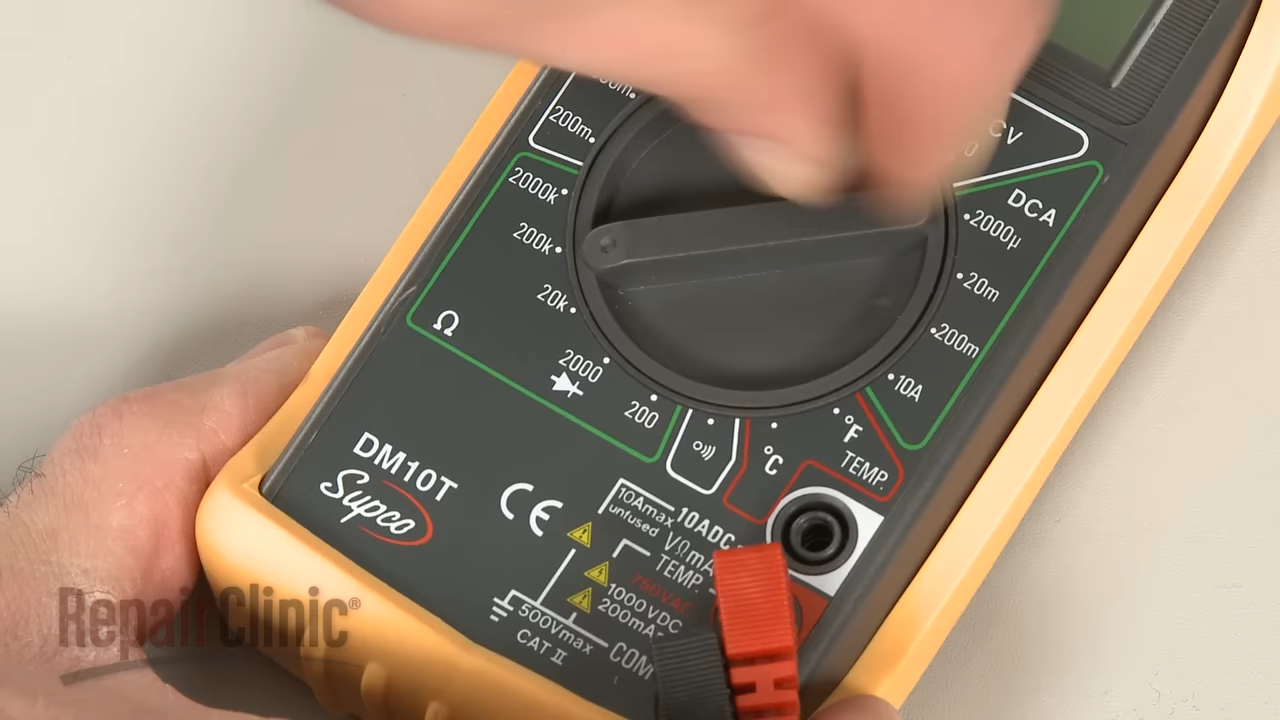 200m
2000k
200k
20k
Ω
2000
200
DCA
2000µ
20m
200m
10A
°F
°C
TEMP.
DM10T
Supco
CE
10Amax
unfused
10ADC
VΩmA
TEMP.
750VAC
1000VDC
500Vmax
CAT II
COM
RepairClinic®